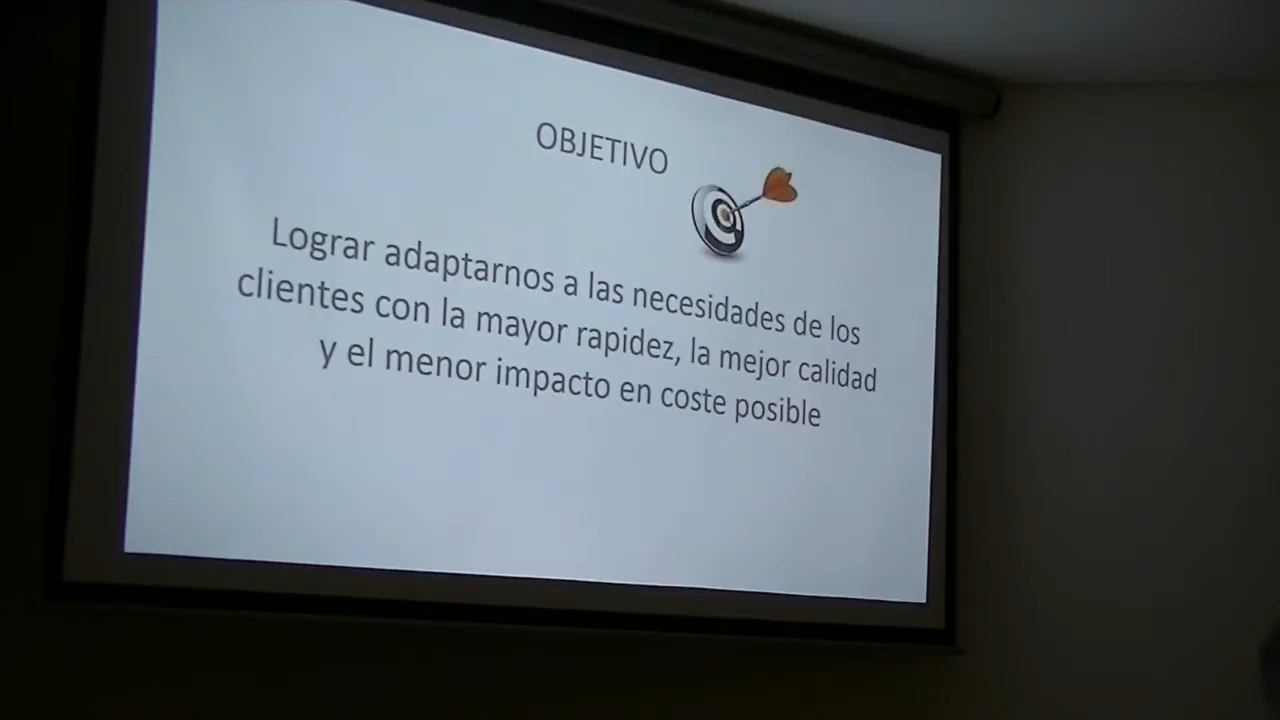 OBJETIVO
Lograr adaptarnos a las necesidades de los
clientes con la mayor rapidez, la mejor calidad
y el menor impacto en coste posible